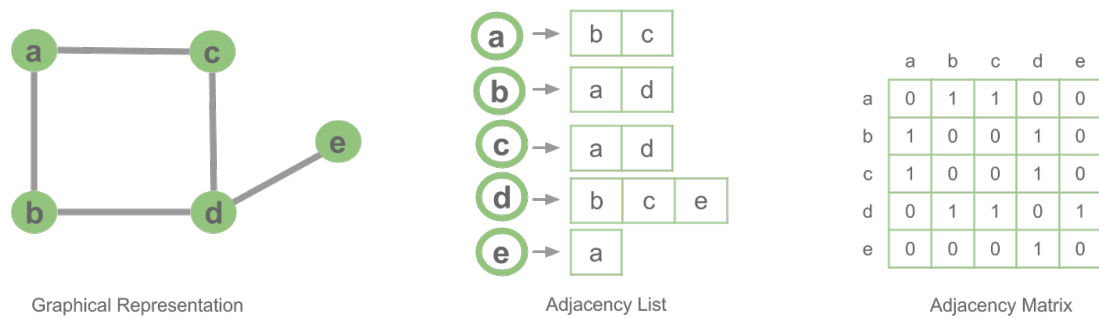 a c
e
b d
Graphical Representation
a b c
b a d
c a d
d b c e
e a
Adjacency List
a b c d e
a 0 1 1 0 0
b 1 0 0 1 0
c 1 0 0 1 0
d 0 1 1 0 1
e 0 0 0 1 0
Adjacency Matrix